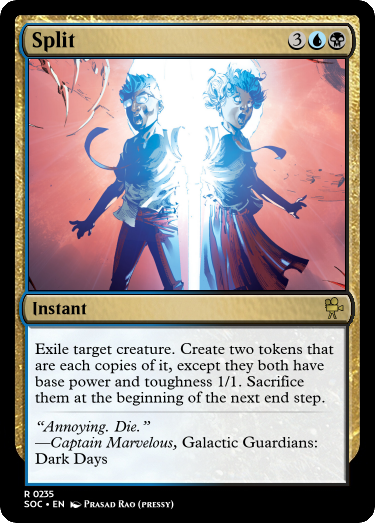 Split
3
Instant
Exile target creature. Create two tokens that
are each copies of it, except they both have
base power and toughness 1/1. Sacrifice
them at the beginning of the next end step.
“Annoying. Die.”
—Captain Marvelous, Galactic Guardians:
Dark Days
R 0235
SOC • EN Prasad Rao (pressy)